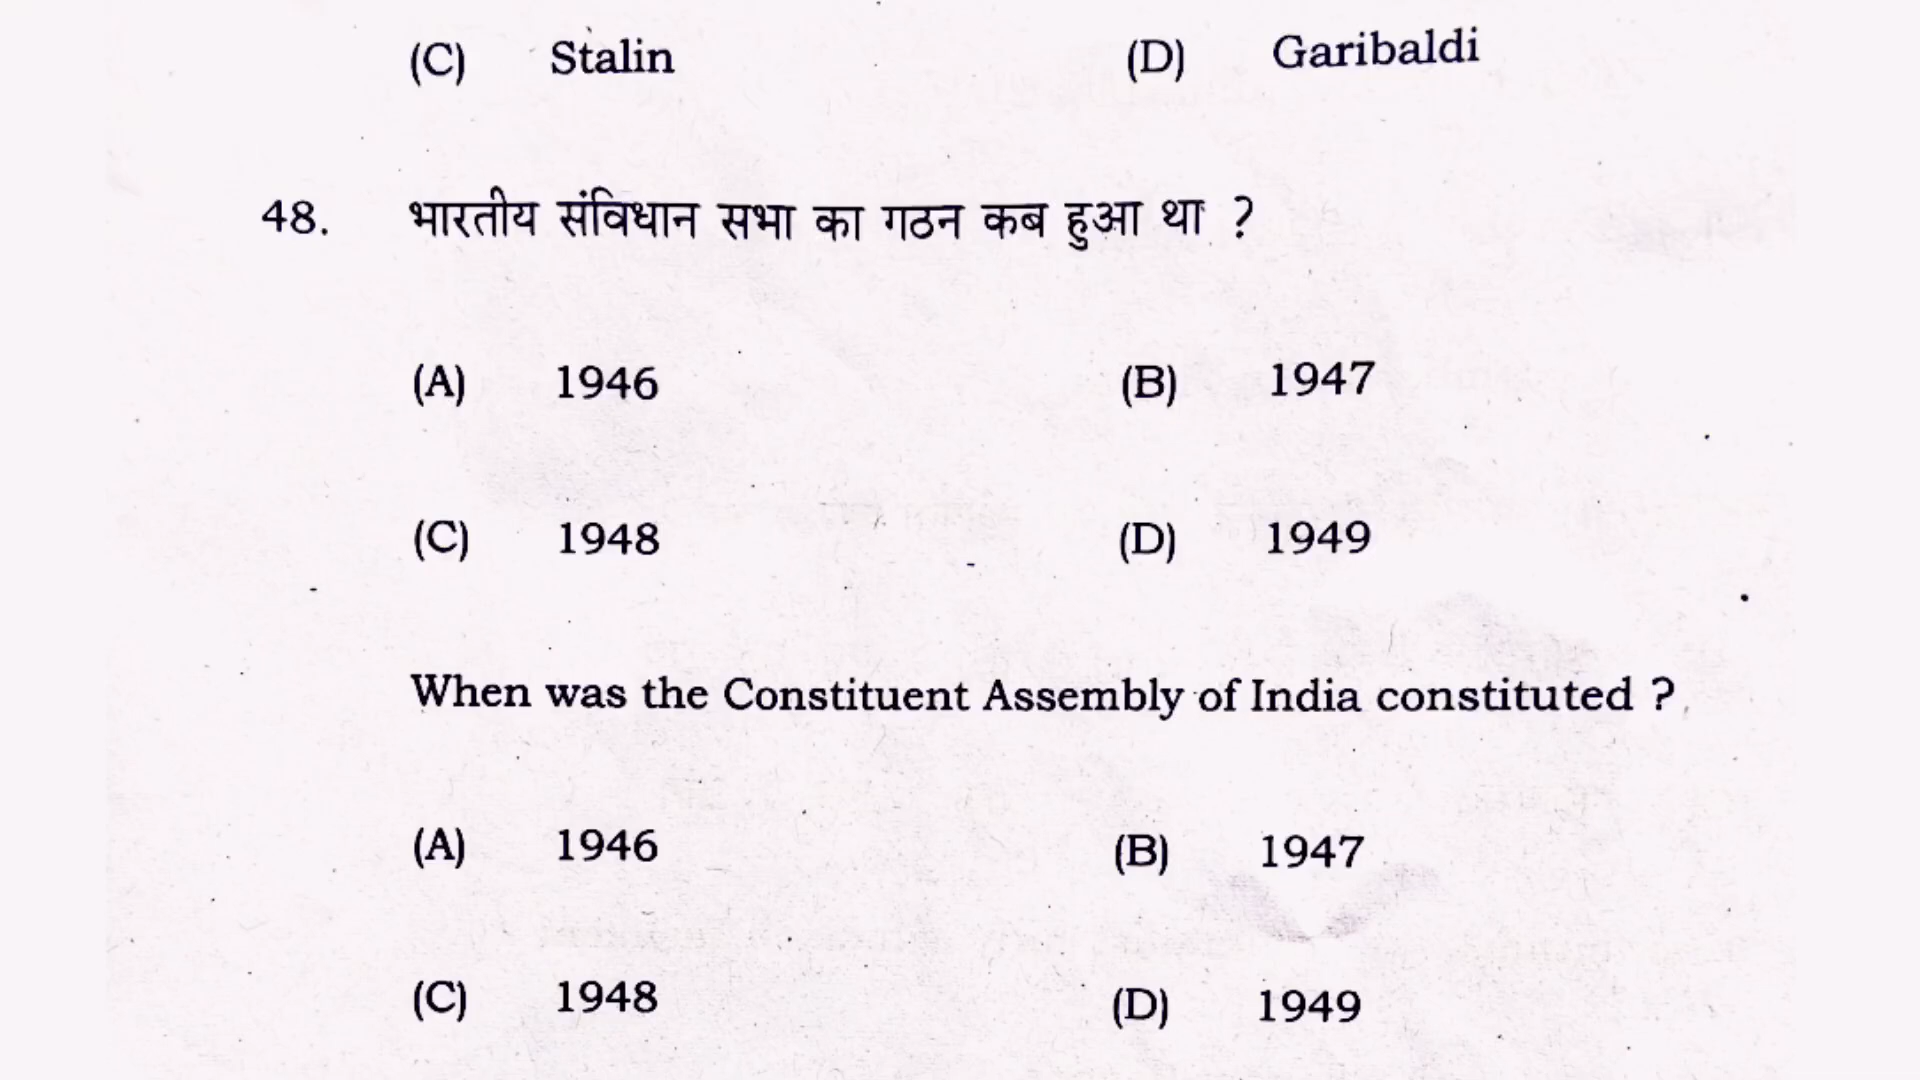 (C) Stalin (D) Garibaldi
48. भारतीय संविधान सभा का गठन कब हुआ था ?
(A) 1946 (B) 1947
(C) 1948 (D) 1949
When was the Constituent Assembly of India constituted ?
(A) 1946 (B) 1947
(C) 1948 (D) 1949